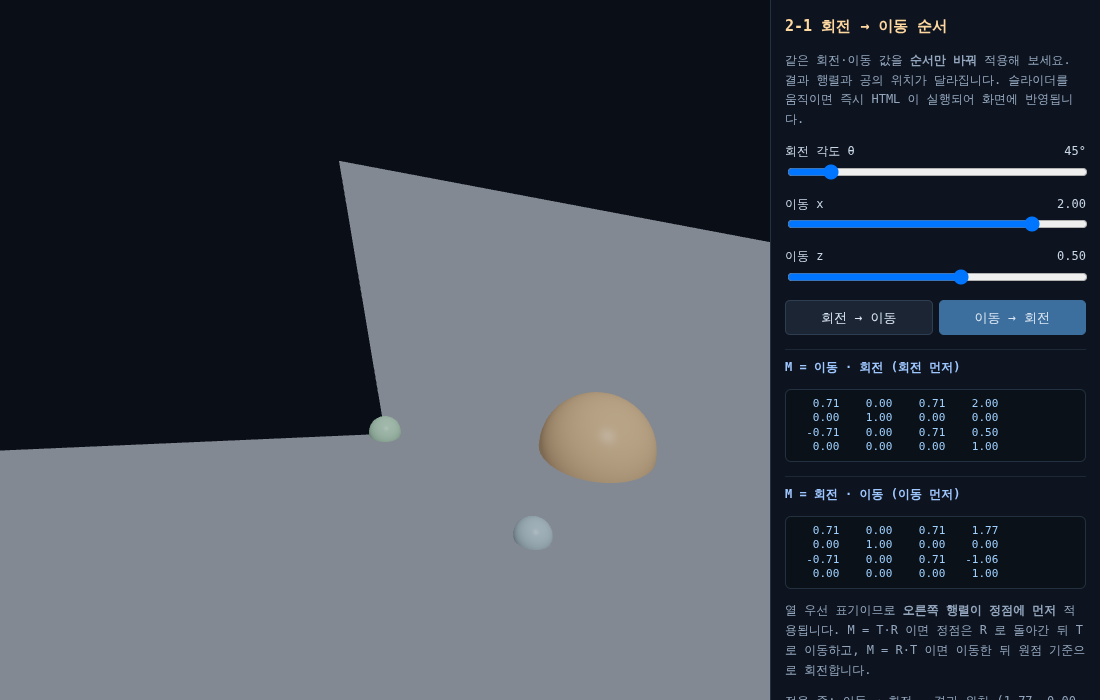 2-1 회전 → 이동 순서
같은 회전·이동 값을 순서만 바꿔 적용해 보세요.
결과 행렬과 공의 위치가 달라집니다. 슬라이더를
움직이면 즉시 HTML 이 실행되어 화면에 반영됩니
다.
회전 각도 θ 45°
이동 x 2.00
이동 z 0.50
회전 → 이동 이동 → 회전
M = 이동 · 회전 (회전 먼저)
0.71 0.00 0.71 2.00
0.00 1.00 0.00 0.00
-0.71 0.00 0.71 0.50
0.00 0.00 0.00 1.00
M = 회전 · 이동 (이동 먼저)
0.71 0.00 0.71 1.77
0.00 1.00 0.00 0.00
-0.71 0.00 0.71 -1.06
0.00 0.00 0.00 1.00
열 우선 표기이므로 오른쪽 행렬이 정점에 먼저 적
용됩니다. M = T·R 이면 정점은 R 로 돌아간 뒤 T
로 이동하고, M = R·T 이면 이동한 뒤 원점 기준으
로 회전합니다.